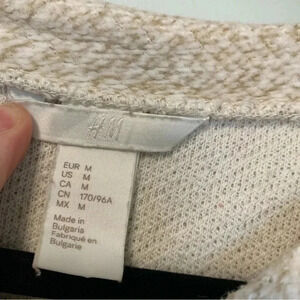 H&M
EUR M
US M
CA M
CN 170/96A
MX M
Made in
Bulgaria
Fabriqué en
Bulgarie